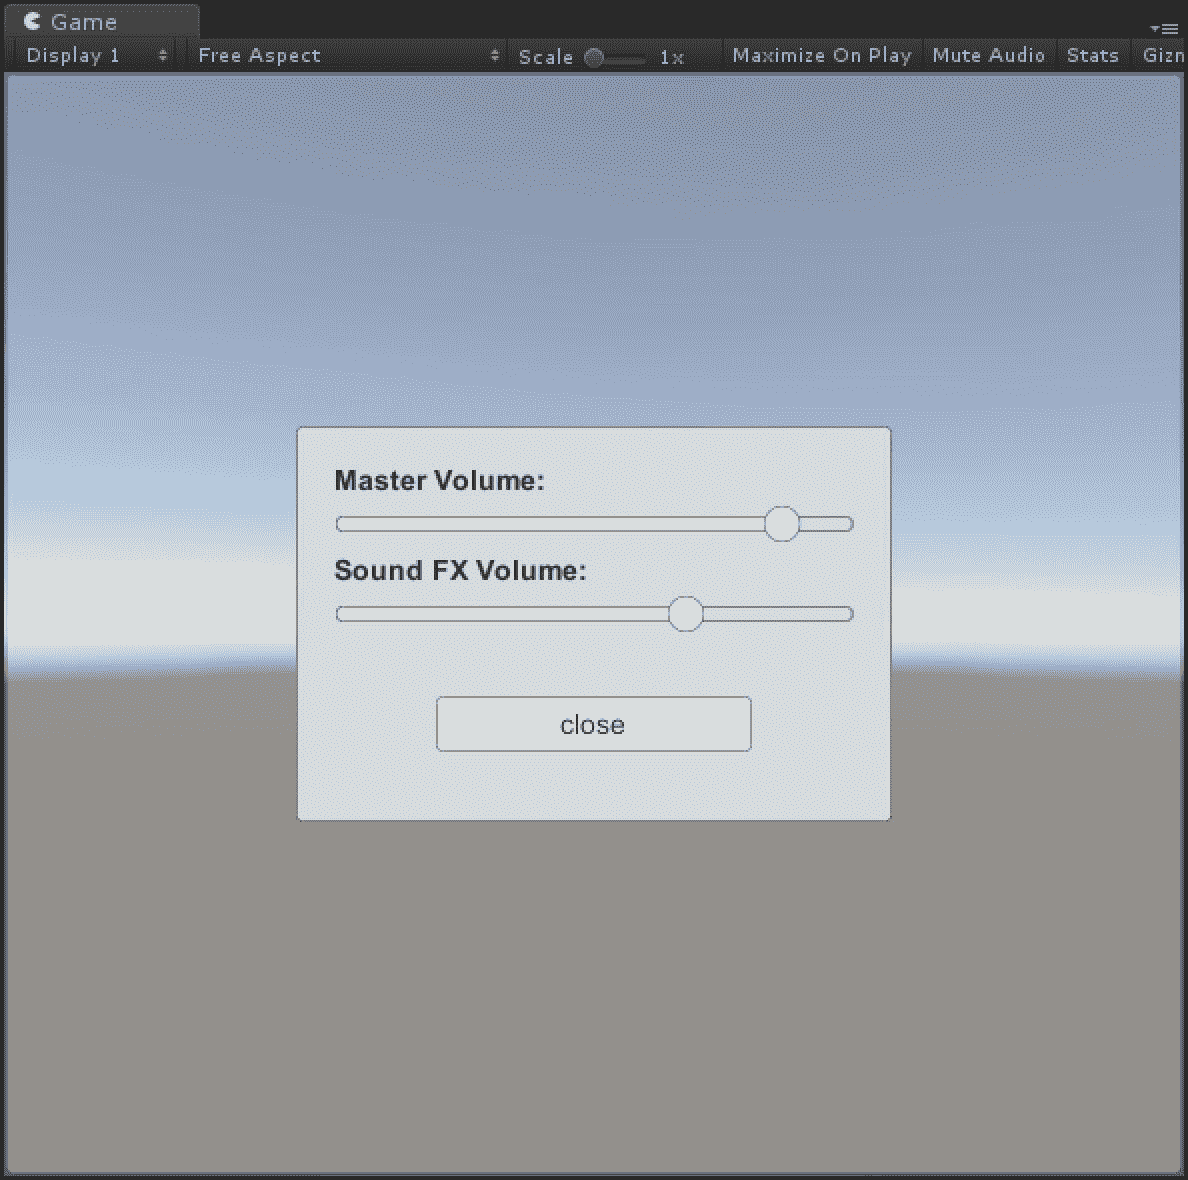 Game
Display 1 Free Aspect Scale 1x Maximize On Play Mute Audio Stats Gizn
Master Volume:
Sound FX Volume:
close